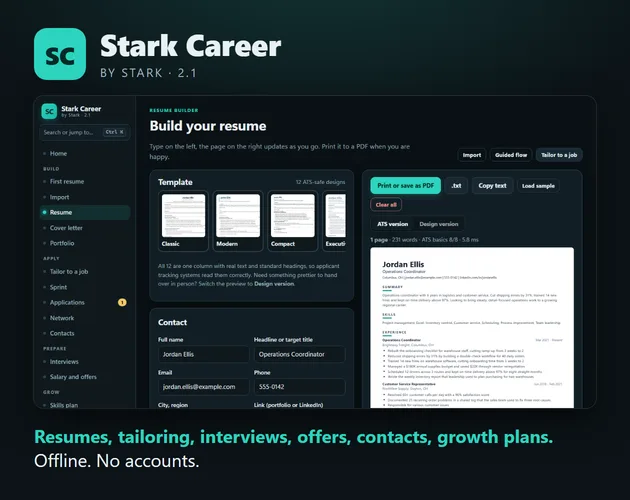 SC
Stark Career
BY STARK · 2.1
SC
Stark Career
by Stark · 2.1
Search or jump to...
Ctrl K
Home
BUILD
First resume
Import
Resume
Cover letter
Portfolio
APPLY
Tailor to a job
Sprint
Applications
1
Network
Contacts
PREPARE
Interviews
Salary and offers
GROW
Skills plan
RESUME BUILDER
Build your resume
Type on the left, the page on the right updates as you go. Print it to a PDF when you are
happy.
Import
Guided flow
Tailor to a job
Template
12 ATS-safe designs
Classic
Modern
Compact
Executi
All 12 are one column with real text and standard headings, so applicant
tracking systems read them correctly. Need something prettier to hand
over in person? Switch the preview to Design version.
Contact
Full name
Headline or target title
Jordan Ellis
Operations Coordinator
Email
Phone
jordan.ellis@example.com
555-0142
City, region
Link (portfolio or LinkedIn)
Print or save as PDF
.txt
Copy text
Load sample
Clear all
ATS version
Design version
1 page · 231 words · ATS basics 8/8 · 5.8 ms
Jordan Ellis
Operations Coordinator
SUMMARY
SKILLS
EXPERIENCE
Operations Coordinator
Customer Service Representative
Resumes, tailoring, interviews, offers, contacts, growth plans.
Offline. No accounts.